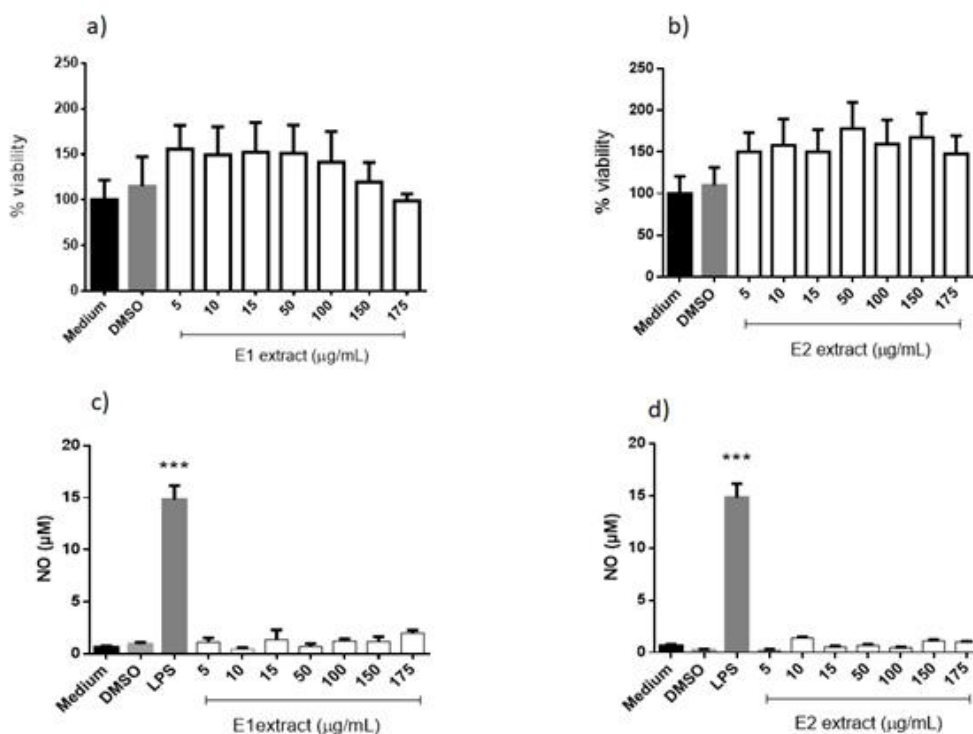 a)
250
200
150
100
50
0
% viability
Medium
DMSO
5
10
15
50
100
150
175
E1 extract (µg/mL)
b)
250
200
150
100
50
0
% viability
Medium
DMSO
5
10
15
50
100
150
175
E2 extract (µg/mL)
c)
20
15
10
5
0
NO (µM)
***
Medium
DMSO
LPS
5
10
15
50
100
150
175
E1extract (µg/mL)
d)
20
15
10
5
0
NO (µM)
***
Medium
DMSO
LPS
5
10
15
50
100
150
175
E2 extract (µg/mL)